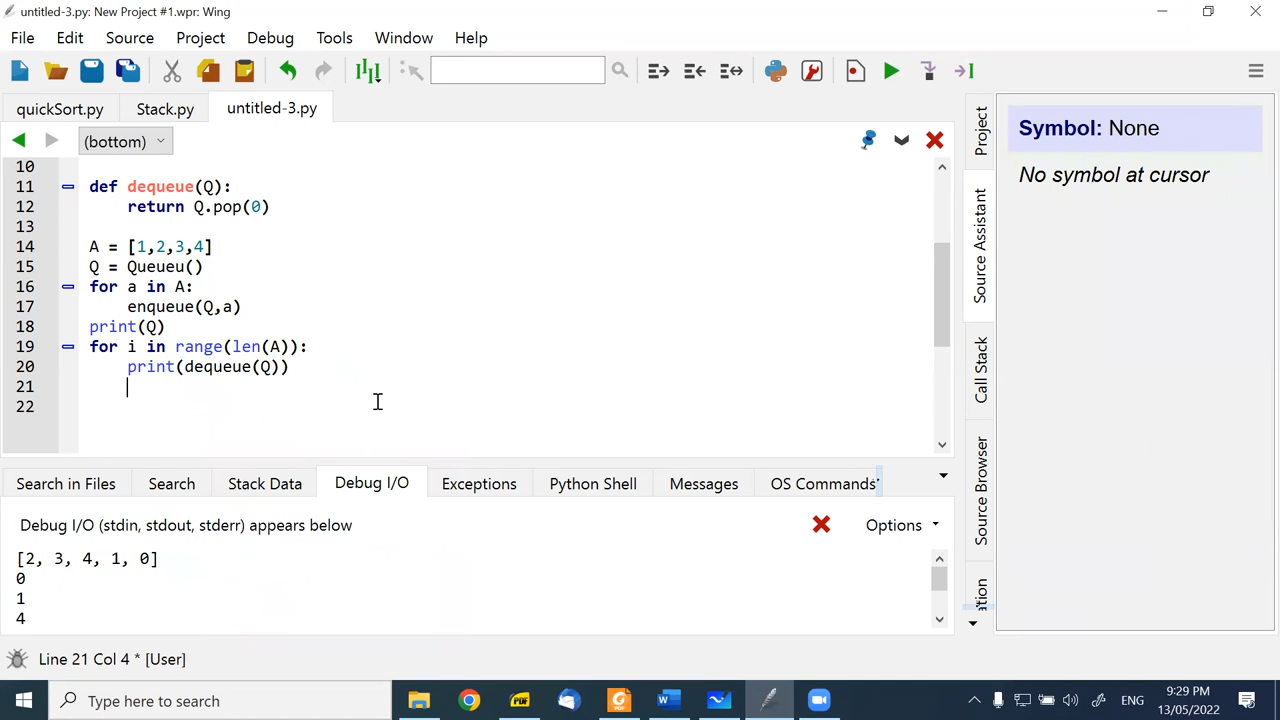 untitled-3.py: New Project #1.wpr: Wing
File Edit Source Project Debug Tools Window Help
quickSort.py Stack.py untitled-3.py
(bottom)
10
11 def dequeue(Q):
12 return Q.pop(0)
13
14 A = [1,2,3,4]
15 Q = Queueu()
16 for a in A:
17 enqueue(Q,a)
18 print(Q)
19 for i in range(len(A)):
20 print(dequeue(Q))
21
22
Project
Source Assistant
Call Stack
Source Browser
Symbol: None
No symbol at cursor
Search in Files Search Stack Data Debug I/O Exceptions Python Shell Messages OS Commands
Debug I/O (stdin, stdout, stderr) appears below
Options
[2, 3, 4, 1, 0]
0
1
4
Line 21 Col 4 * [User]
Type here to search
PDF
PDF
W
ENG
9:29 PM
13/05/2022